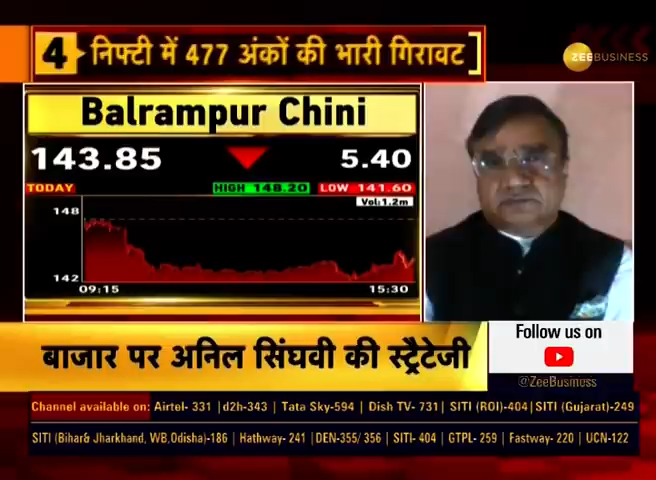 4 निफ्टी में 477 अंकों की भारी गिरावट
ZEE BUSINESS
Balrampur Chini
143.85 5.40
TODAY HIGH 148.20 LOW 141.60
Vol:1.2m
148
142
09:15 15:30
बाजार पर अनिल सिंघवी की स्ट्रैटेजी
Follow us on
@ZeeBusiness
Channel available on: Airtel- 331 |d2h-343 | Tata Sky-594 | Dish TV- 731| SITI (ROI)-404| SITI (Gujarat)-249
SITI (Bihar& Jharkhand, WB,Odisha)-186 | Hathway- 241 |DEN-355/ 356 | SITI- 404 | GTPL- 259 | Fastway- 220 | UCN-122